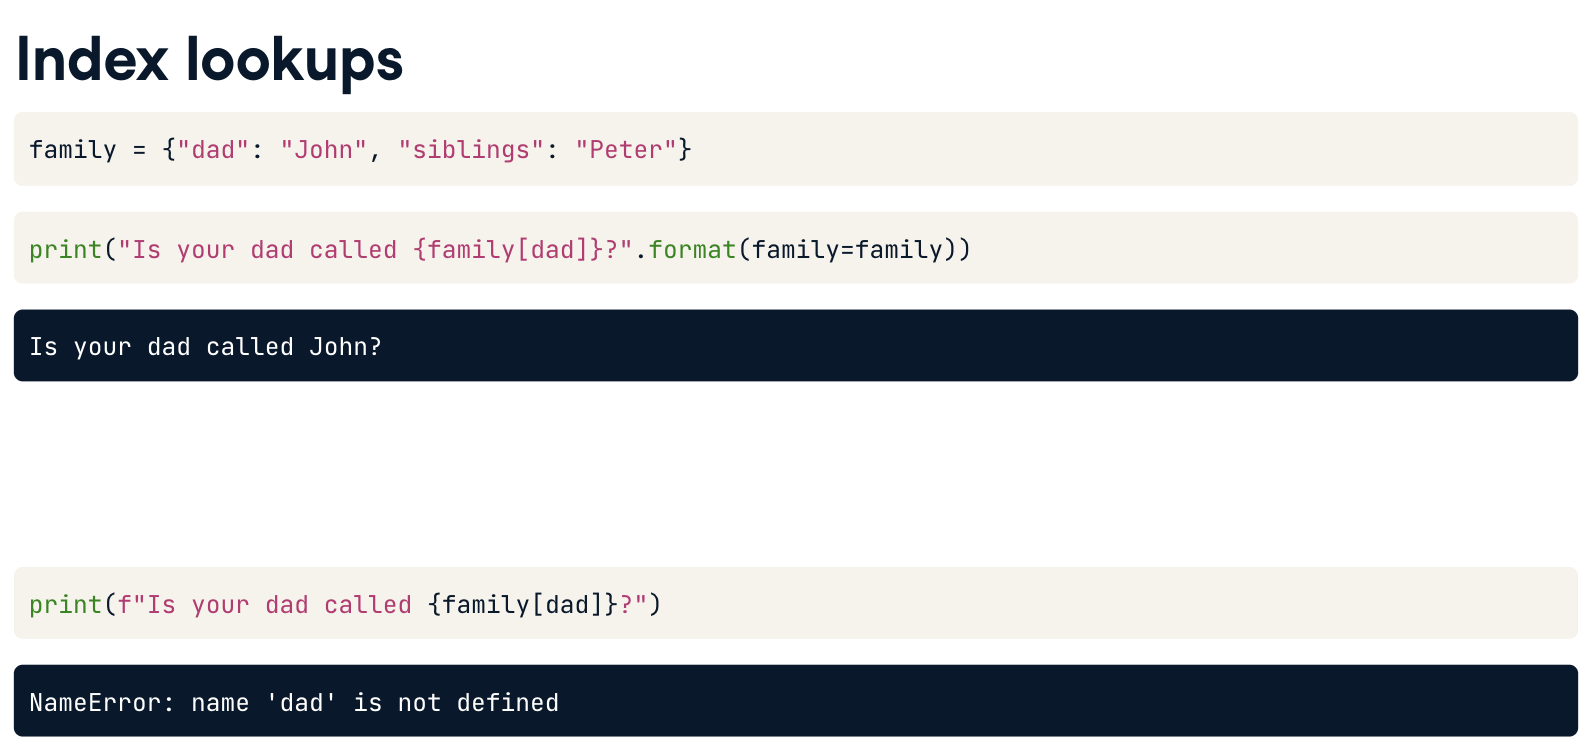 Index lookups
family = {"dad": "John", "siblings": "Peter"}
print("Is your dad called {family[dad]}?".format(family=family))
Is your dad called John?
print(f"Is your dad called {family[dad]}?")
NameError: name 'dad' is not defined